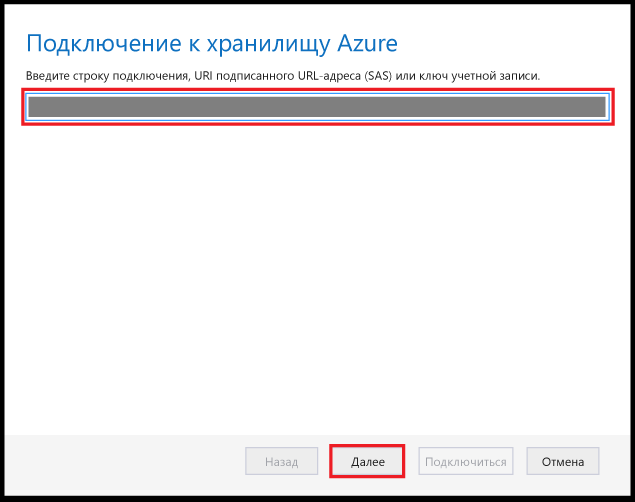 Подключение к хранилищу Azure
Введите строку подключения, URI подписанного URL-адреса (SAS) или ключ учетной записи.
Назад Далее Подключиться Отмена